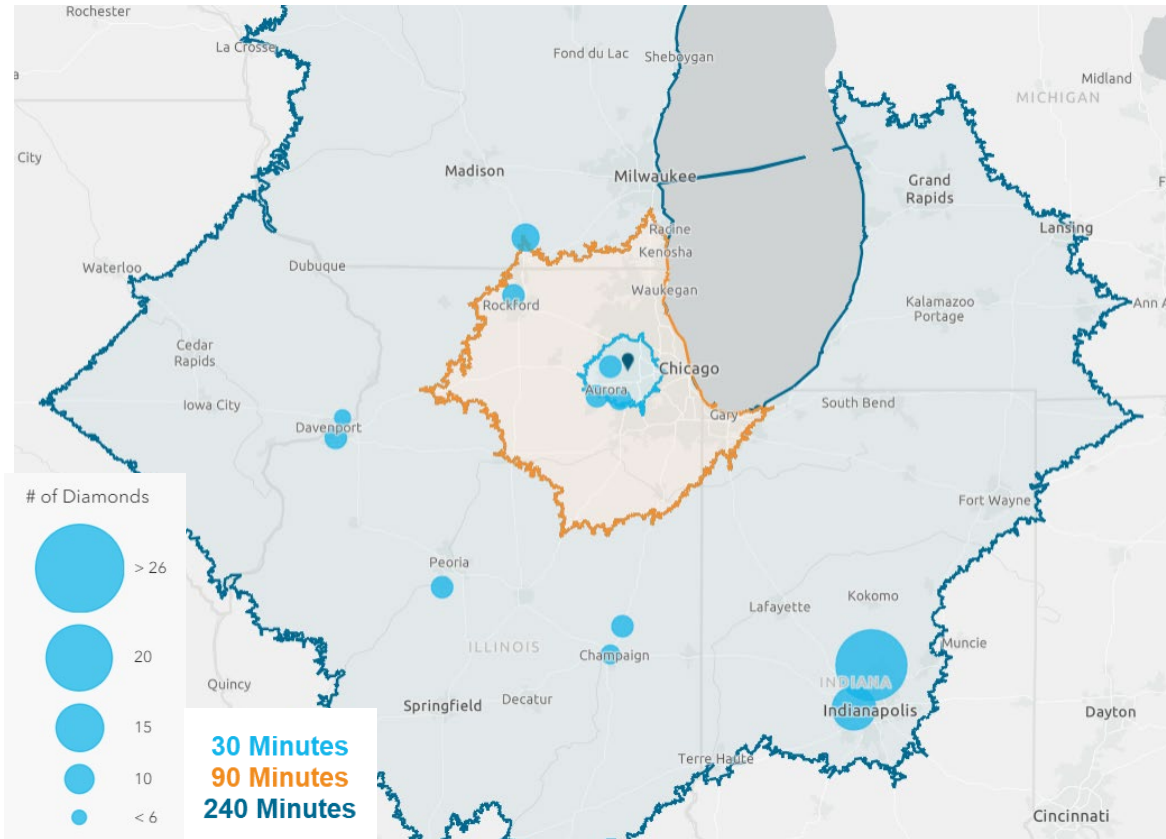 Rochester
La Crosse
Fond du Lac
Sheboygan
Midland
MICHIGAN
a
City
Madison
Milwaukee
Grand
Rapids
Lansing
F
Racine
Kenosha
Waterloo
Dubuque
Waukegan
Rockford
Kalamazoo
Portage
Ann A
Cedar
Rapids
Chicago
Aurora
Iowa City
South Bend
Gary
Davenport
# of Diamonds
> 26
20
15
10
< 6
Fort Wayne
Peoria
Lafayette
Kokomo
ILLINOIS
Champaign
Muncie
INDIANA
Quincy
Springfield
Decatur
Indianapolis
Dayton
30 Minutes
90 Minutes
240 Minutes
Terre Haute
Cincinnati